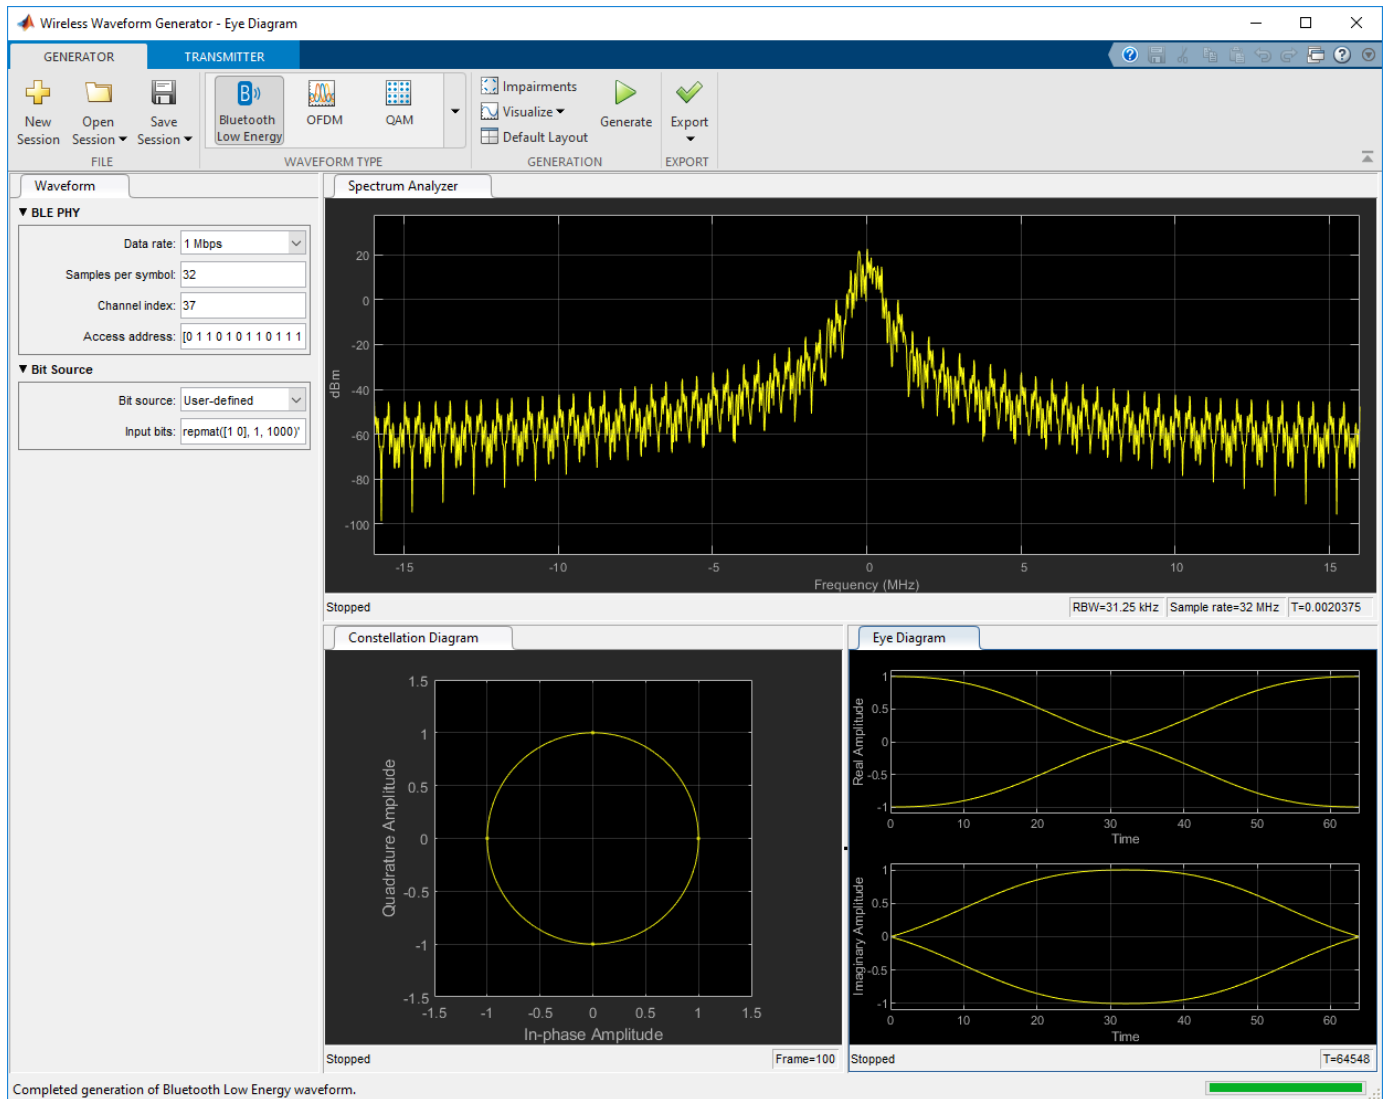 Wireless Waveform Generator - Eye Diagram
GENERATOR TRANSMITTER
New Session
Open Session
Save Session
FILE
Bluetooth Low Energy
OFDM
QAM
WAVEFORM TYPE
Impairments
Visualize
Default Layout
Generate
GENERATION
Export
EXPORT
Waveform
BLE PHY
Data rate: 1 Mbps
Samples per symbol: 32
Channel index: 37
Access address: [0 1 1 0 1 0 1 1 0 1 1 1
Bit Source
Bit source: User-defined
Input bits: repmat([1 0], 1, 1000)'
Spectrum Analyzer
20
0
-20
-40
-60
-80
-100
dBm
-15 -10 -5 0 5 10 15
Frequency (MHz)
Stopped RBW=31.25 kHz Sample rate=32 MHz T=0.0020375
Constellation Diagram
1.5
1
0.5
0
-0.5
-1
-1.5
Quadrature Amplitude
-1.5 -1 -0.5 0 0.5 1 1.5
In-phase Amplitude
Stopped Frame=100
Eye Diagram
1
0.5
0
-0.5
-1
Real Amplitude
0 10 20 30 40 50 60
Time
1
0.5
0
-0.5
-1
Imaginary Amplitude
0 10 20 30 40 50 60
Time
Stopped T=64548
Completed generation of Bluetooth Low Energy waveform.